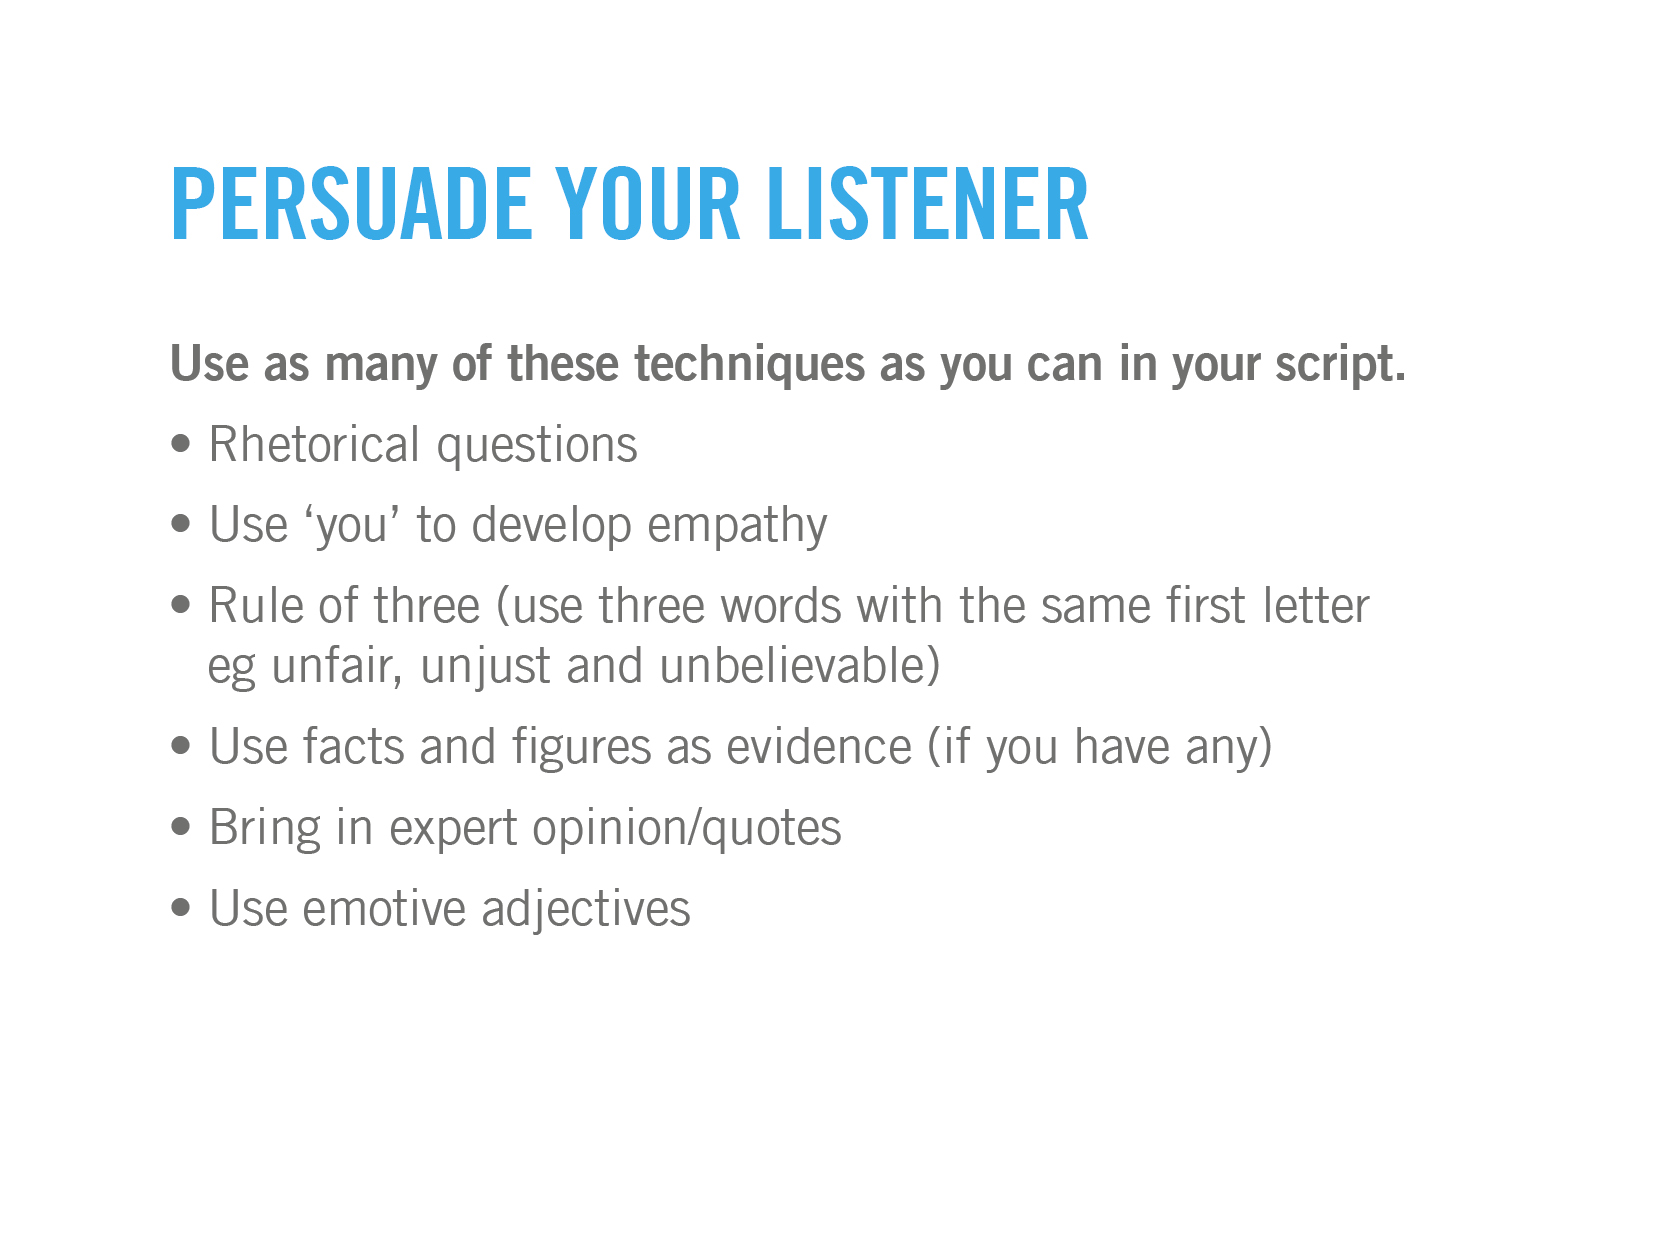 PERSUADE YOUR LISTENER
Use as many of these techniques as you can in your script.
• Rhetorical questions
• Use ‘you’ to develop empathy
• Rule of three (use three words with the same first letter
eg unfair, unjust and unbelievable)
• Use facts and figures as evidence (if you have any)
• Bring in expert opinion/quotes
• Use emotive adjectives